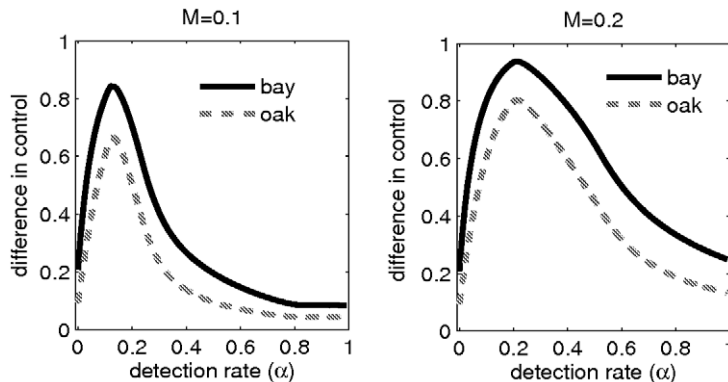 M=0.1
1
0.8
0.6
0.4
0.2
0
difference in control
bay
oak
0 0.2 0.4 0.6 0.8 1
detection rate (α)
M=0.2
1
0.8
0.6
0.4
0.2
0
difference in control
bay
oak
0 0.2 0.4 0.6 0.8 1
detection rate (α)